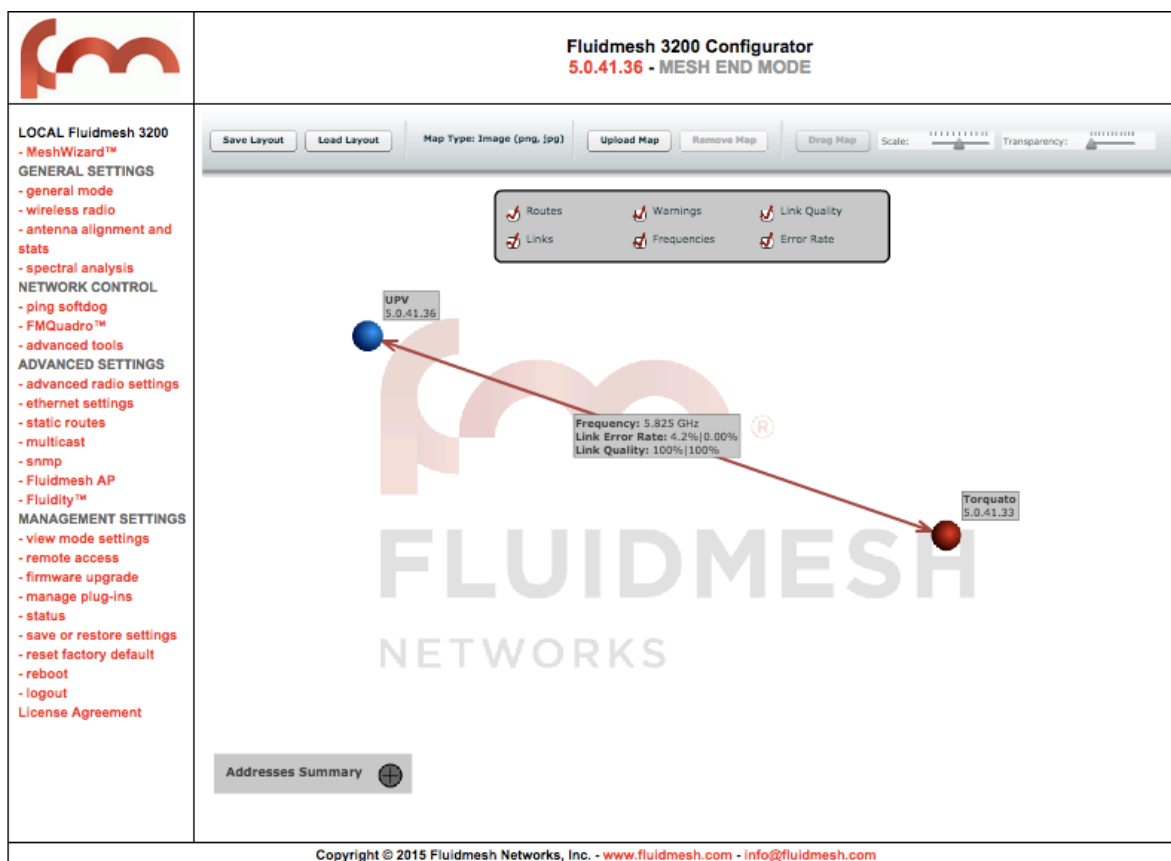 fm
Fluidmesh 3200 Configurator
5.0.41.36 - MESH END MODE
LOCAL Fluidmesh 3200
- MeshWizard™
GENERAL SETTINGS
- general mode
- wireless radio
- antenna alignment and
stats
- spectral analysis
NETWORK CONTROL
- ping softdog
- FMQuadro™
- advanced tools
ADVANCED SETTINGS
- advanced radio settings
- ethernet settings
- static routes
- multicast
- snmp
- Fluidmesh AP
- Fluidity™
MANAGEMENT SETTINGS
- view mode settings
- remote access
- firmware upgrade
- manage plug-ins
- status
- save or restore settings
- reset factory default
- reboot
- logout
License Agreement
Save Layout Load Layout Map Type: Image (png, jpg) Upload Map Remove Map Drag Map Scale: Transparency:
Routes Warnings Link Quality
Links Frequencies Error Rate
UPV
5.0.41.36
Frequency: 5.825 GHz
Link Error Rate: 4.2%|0.00%
Link Quality: 100%|100%
®
Torquato
5.0.41.33
FLUIDMESH
NETWORKS
Addresses Summary
Copyright © 2015 Fluidmesh Networks, Inc. - www.fluidmesh.com - info@fluidmesh.com